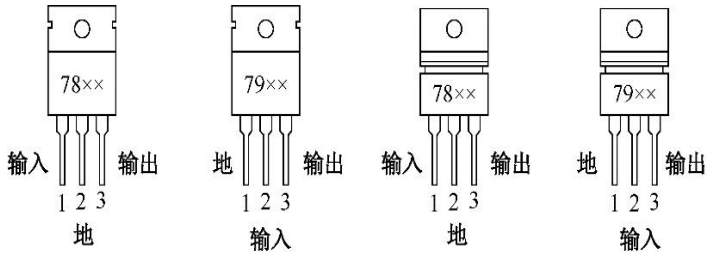 78×× 79×× 78×× 79××
输入 输出 地 输出 输入 输出 地 输出
1 2 3 1 2 3 1 2 3 1 2 3
地 输入 地 输入